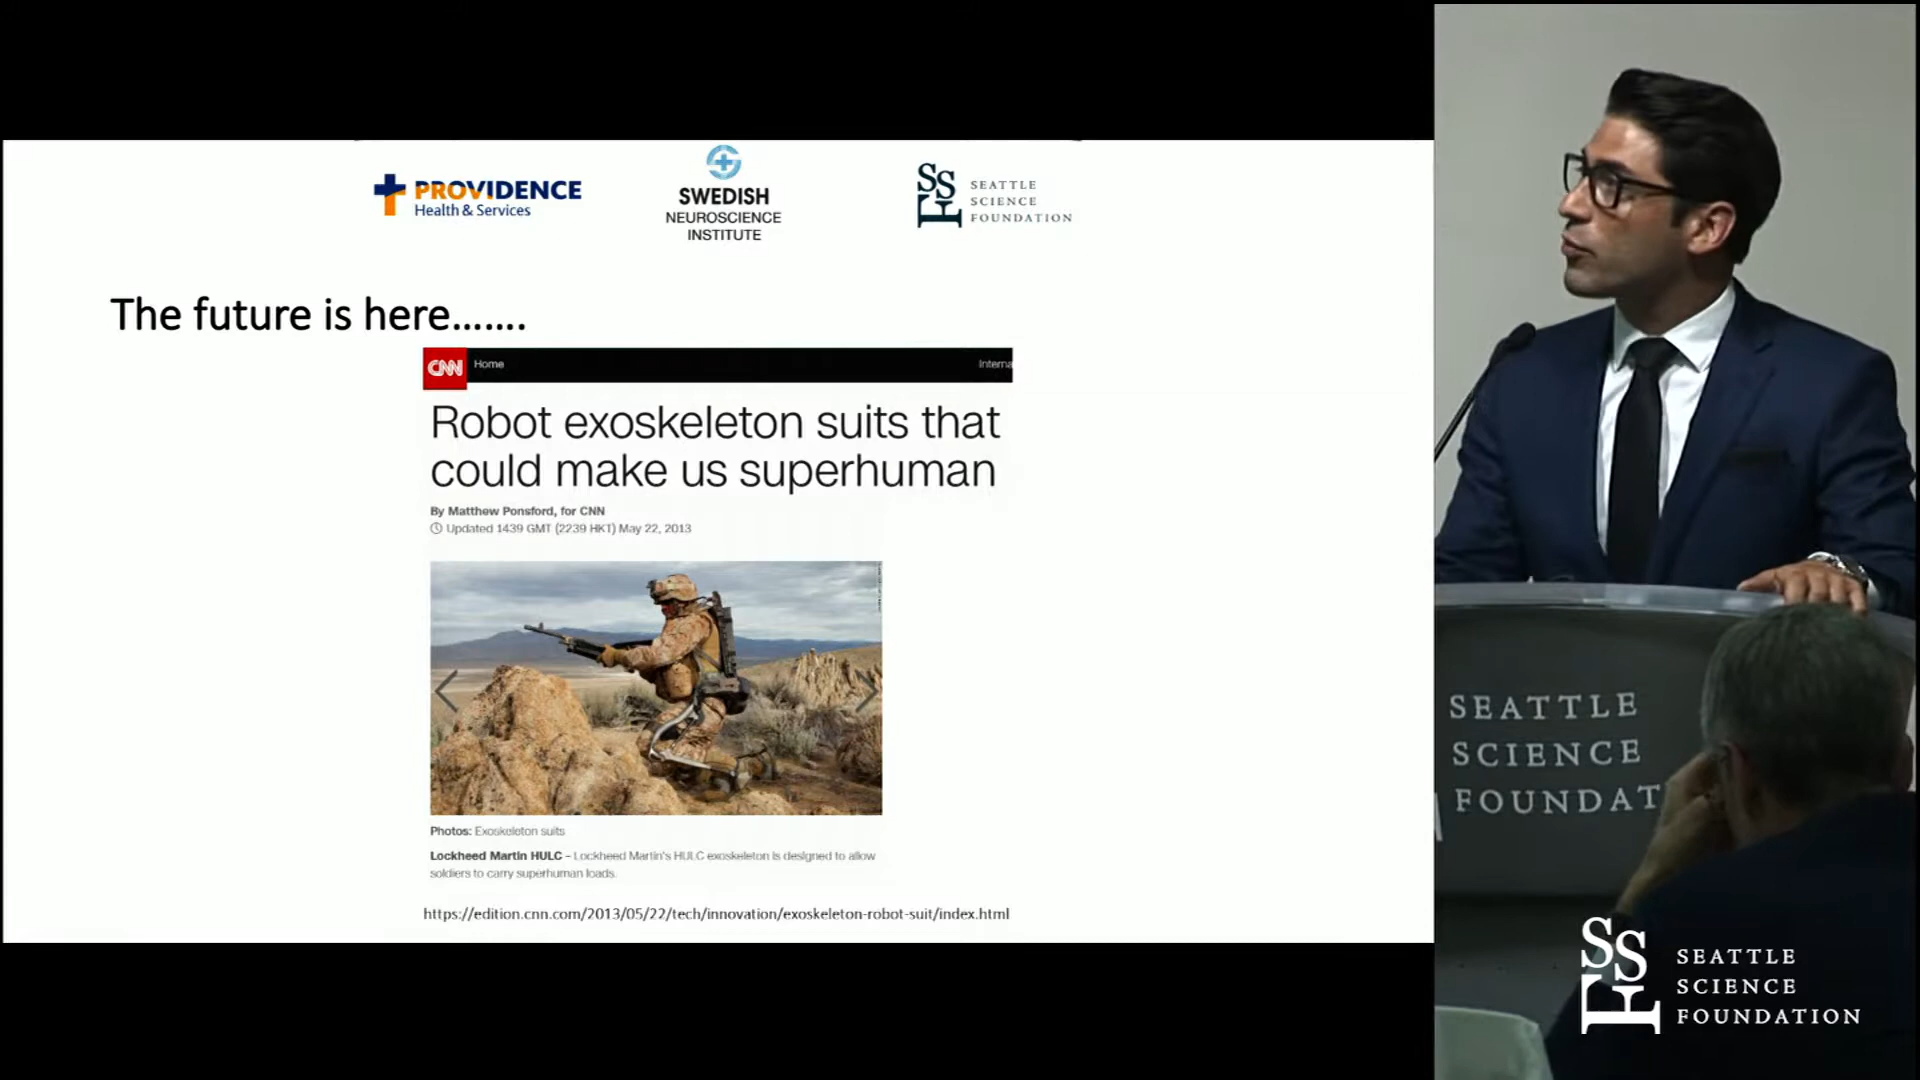 PROVIDENCE
Health & Services
SWEDISH
NEUROSCIENCE
INSTITUTE
SSF
SEATTLE
SCIENCE
FOUNDATION
The future is here.......
CNN
Home
Interna
Robot exoskeleton suits that
could make us superhuman
By Matthew Ponsford, for CNN
Updated 1439 GMT (2239 HKT) May 22, 2013
Photos: Exoskeleton suits
Lockheed Martin HULC – Lockheed Martin's HULC exoskeleton is designed to allow
soldiers to carry superhuman loads.
https://edition.cnn.com/2013/05/22/tech/innovation/exoskeleton-robot-suit/index.html
SEATTLE
SCIENCE
FOUNDAT
SSF
SEATTLE
SCIENCE
FOUNDATION